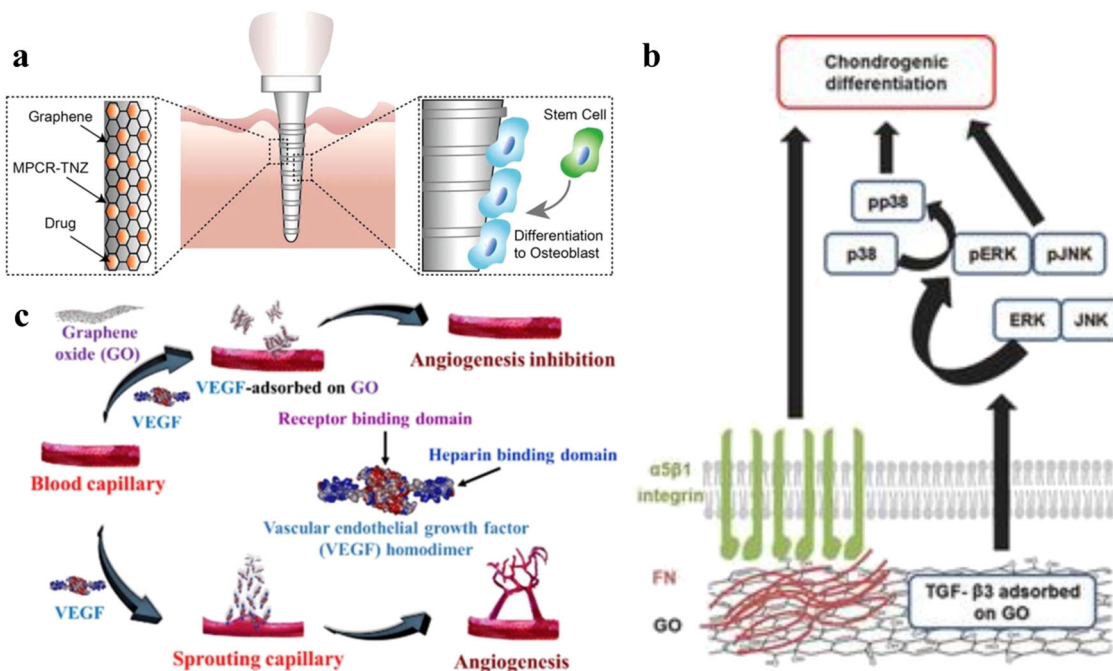 a
Graphene
MPCR-TNZ
Drug
Stem Cell
Differentiation
to Osteoblast
b
Chondrogenic
differentiation
pp38
p38
pERK
pJNK
ERK
JNK
α5β1
integrin
FN
GO
TGF- β3 adsorbed
on GO
c
Graphene
oxide (GO)
VEGF
VEGF-adsorbed on GO
Angiogenesis inhibition
Receptor binding domain
Heparin binding domain
Blood capillary
Vascular endothelial growth factor
(VEGF) homodimer
VEGF
Sprouting capillary
Angiogenesis